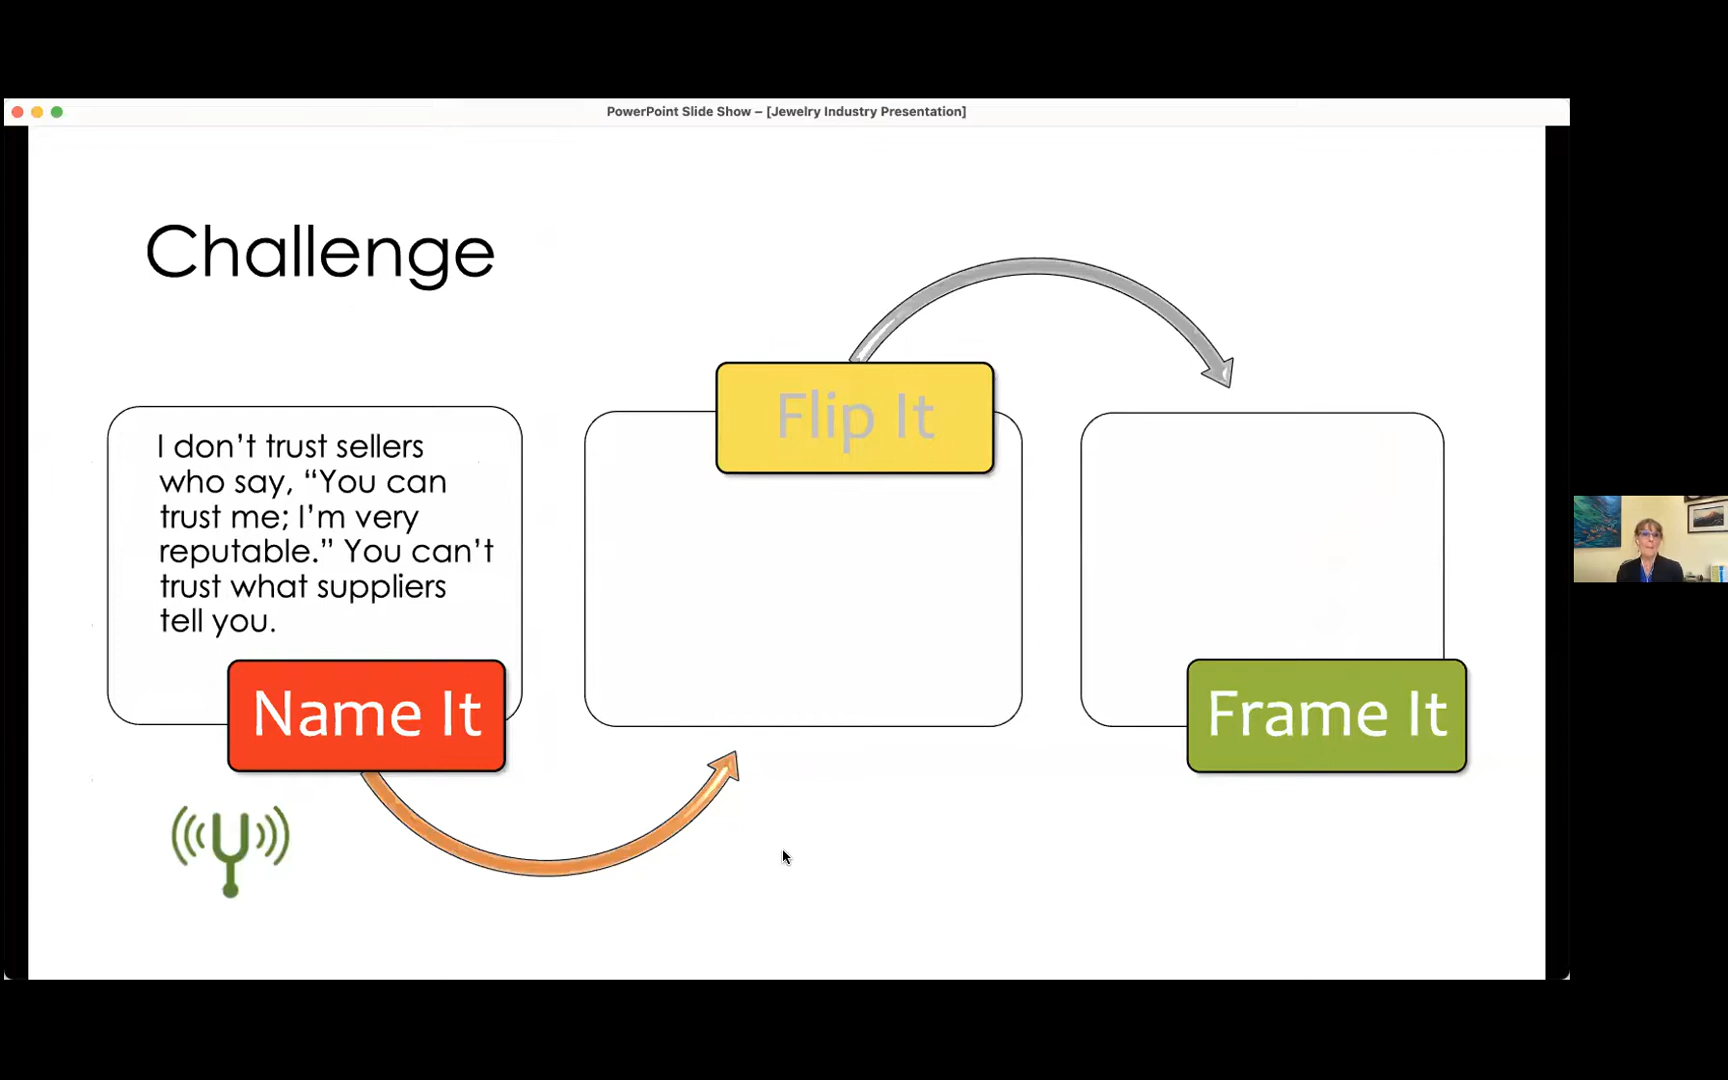 PowerPoint Slide Show – [Jewelry Industry Presentation]
Challenge
I don’t trust sellers
who say, “You can
trust me; I’m very
reputable.” You can’t
trust what suppliers
tell you.
Name It
Flip It
Frame It